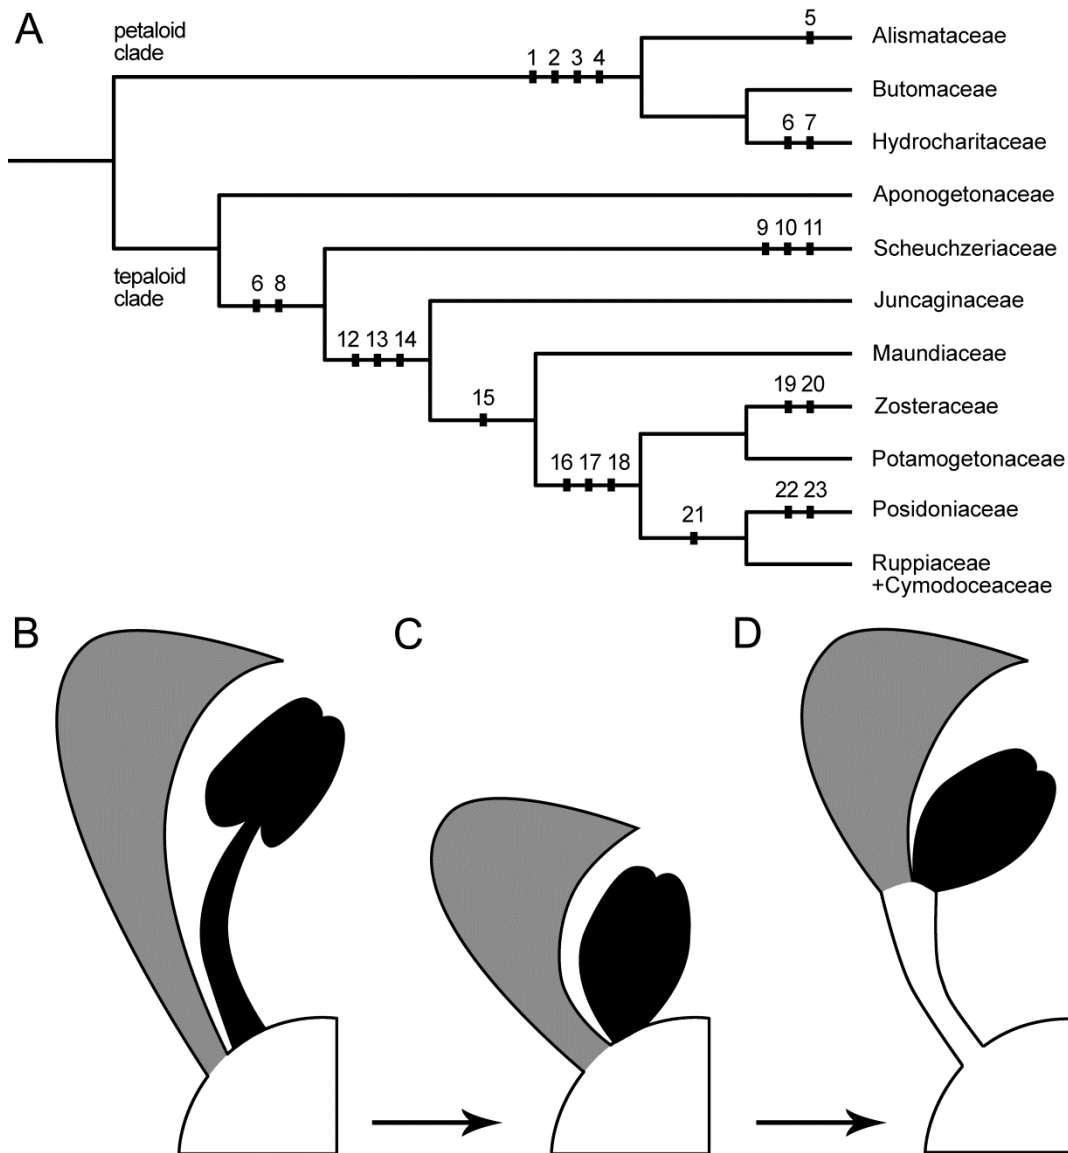 A
petaloid
clade
1 2 3 4
5
Alismataceae
Butomaceae
6 7
Hydrocharitaceae
Aponogetonaceae
tepaloid
clade
6 8
9 10 11
Scheuchzeriaceae
12 13 14
Juncaginaceae
15
Maundiaceae
16 17 18
19 20
Zosteraceae
Potamogetonaceae
21
22 23
Posidoniaceae
Ruppiaceae
+Cymodoceaceae
B
C
D